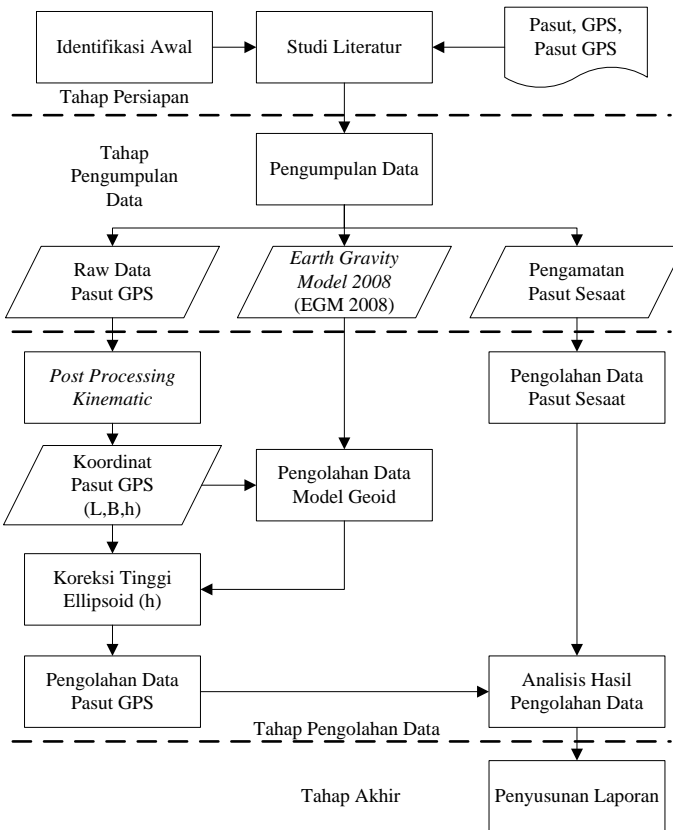 Identifikasi Awal
Studi Literatur
Pasut, GPS,
Pasut GPS
Tahap Persiapan
Tahap
Pengumpulan
Data
Pengumpulan Data
Raw Data
Pasut GPS
Earth Gravity
Model 2008
(EGM 2008)
Pengamatan
Pasut Sesaat
Post Processing
Kinematic
Pengolahan Data
Pasut Sesaat
Koordinat
Pasut GPS
(L,B,h)
Pengolahan Data
Model Geoid
Koreksi Tinggi
Ellipsoid (h)
Pengolahan Data
Pasut GPS
Analisis Hasil
Pengolahan Data
Tahap Pengolahan Data
Tahap Akhir
Penyusunan Laporan